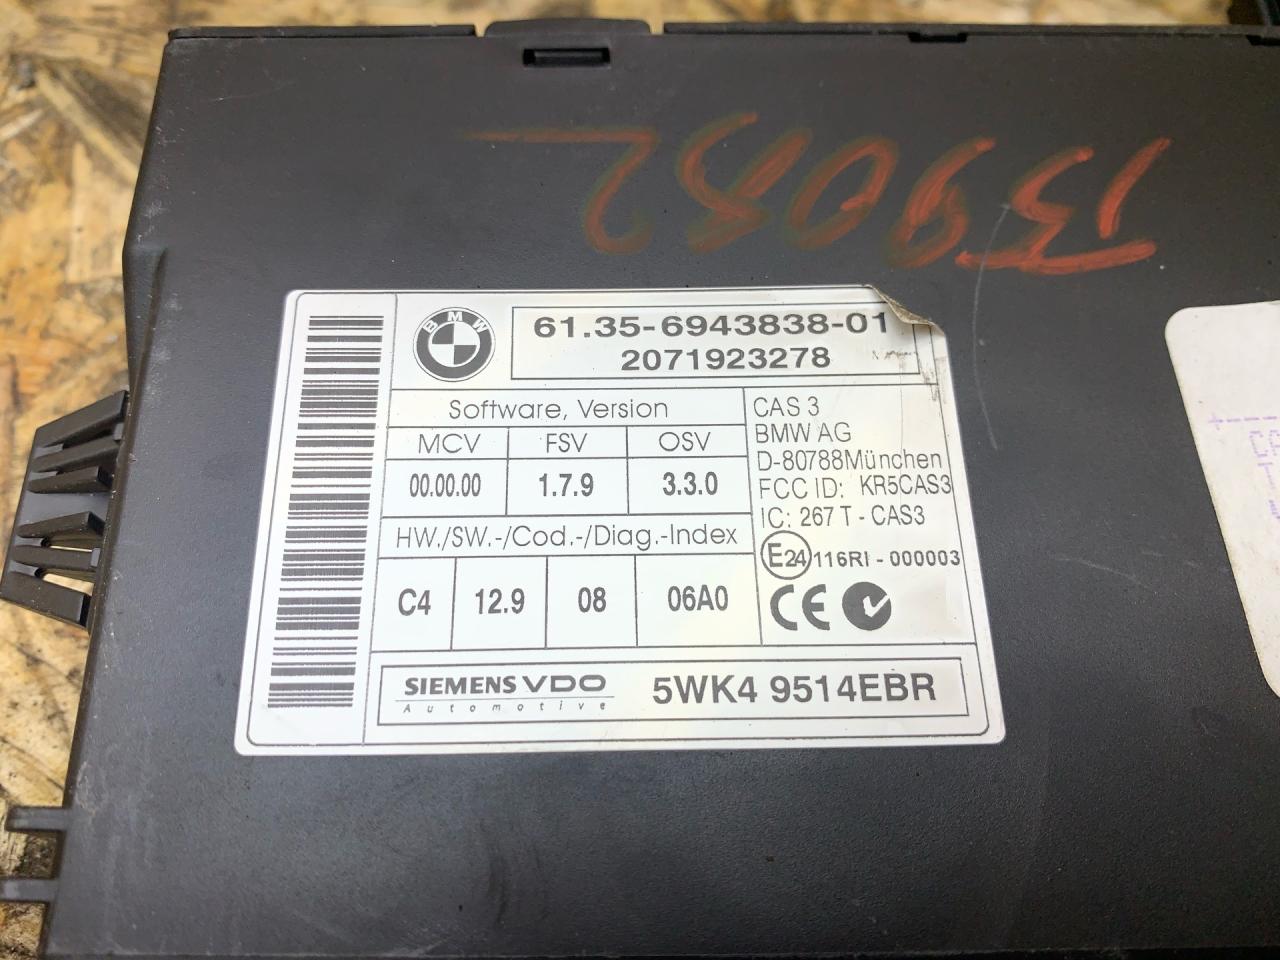 13902
BMW
61.35-6943838-01
2071923278
Software, Version
MCV FSV OSV
00.00.00 1.7.9 3.3.0
HW./SW.-/Cod.-/Diag.-Index
C4 12.9 08 06A0
CAS 3
BMW AG
D-80788München
FCC ID: KR5CAS3
IC: 267 T - CAS3
E24 116RI - 000003
CE
SIEMENS VDO
Automotive
5WK4 9514EBR